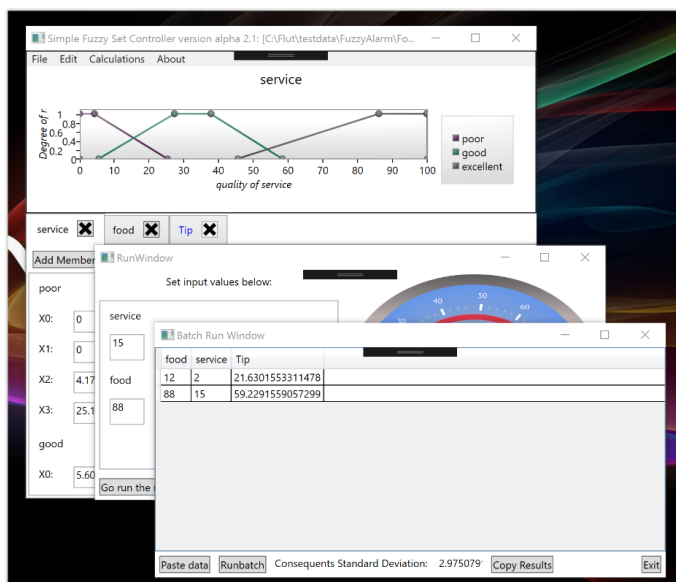 Simple Fuzzy Set Controller version alpha 2.1: [C:\Flut\testdata\FuzzyAlarm\Fo...
File Edit Calculations About
service
Degree of r
1
0.8
0.6
0.4
0.2
0
0 10 20 30 40 50 60 70 80 90 100
quality of service
poor
good
excellent
service food Tip
Add Member
poor
X0: 0
X1: 0
X2: 4.17
X3: 25.1
good
X0: 5.60
RunWindow
Set input values below:
service
15
food
88
Go run the
30 40 50 60
Batch Run Window
food service Tip
12 2 21.6301553311478
88 15 59.2291559057299
Paste data Runbatch Consequents Standard Deviation: 2.975079 Copy Results Exit